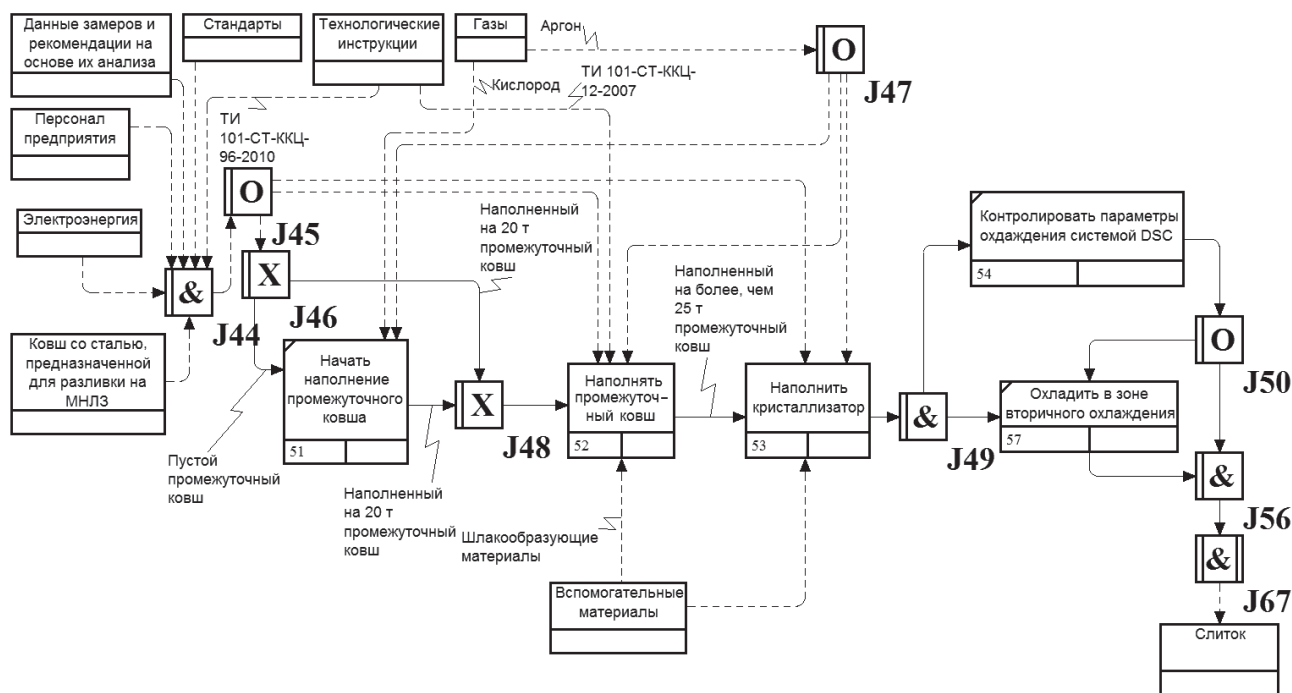 Данные замеров и
рекомендации на
основе их анализа
Стандарты
Технологические
инструкции
Газы
Аргон
O
J47
Кислород
ТИ 101-СТ-ККЦ-
12-2007
Персонал
предприятия
ТИ
101-СТ-ККЦ-
96-2010
O
J45
Электроэнергия
&
J44
X
J46
Наполненный
на 20 т
промежуточный
ковш
Контролировать параметры
охдаждения системой DSC
54
Наполненный
на более, чем
25 т
промежуточный
ковш
O
J50
Ковш со сталью,
предназначенной
для разливки на
МНЛЗ
Начать
наполнение
промежуточного
ковша
51
X
J48
Наполнять
промежуточ–
ный ковш
52
Наполнить
кристаллизатор
53
&
J49
Охладить в зоне
вторичного охлаждения
57
Пустой
промежуточный
ковш
Наполненный
на 20 т
промежуточный
ковш
Шлакообразующие
материалы
&
J56
&
J67
Вспомогательные
материалы
Слиток